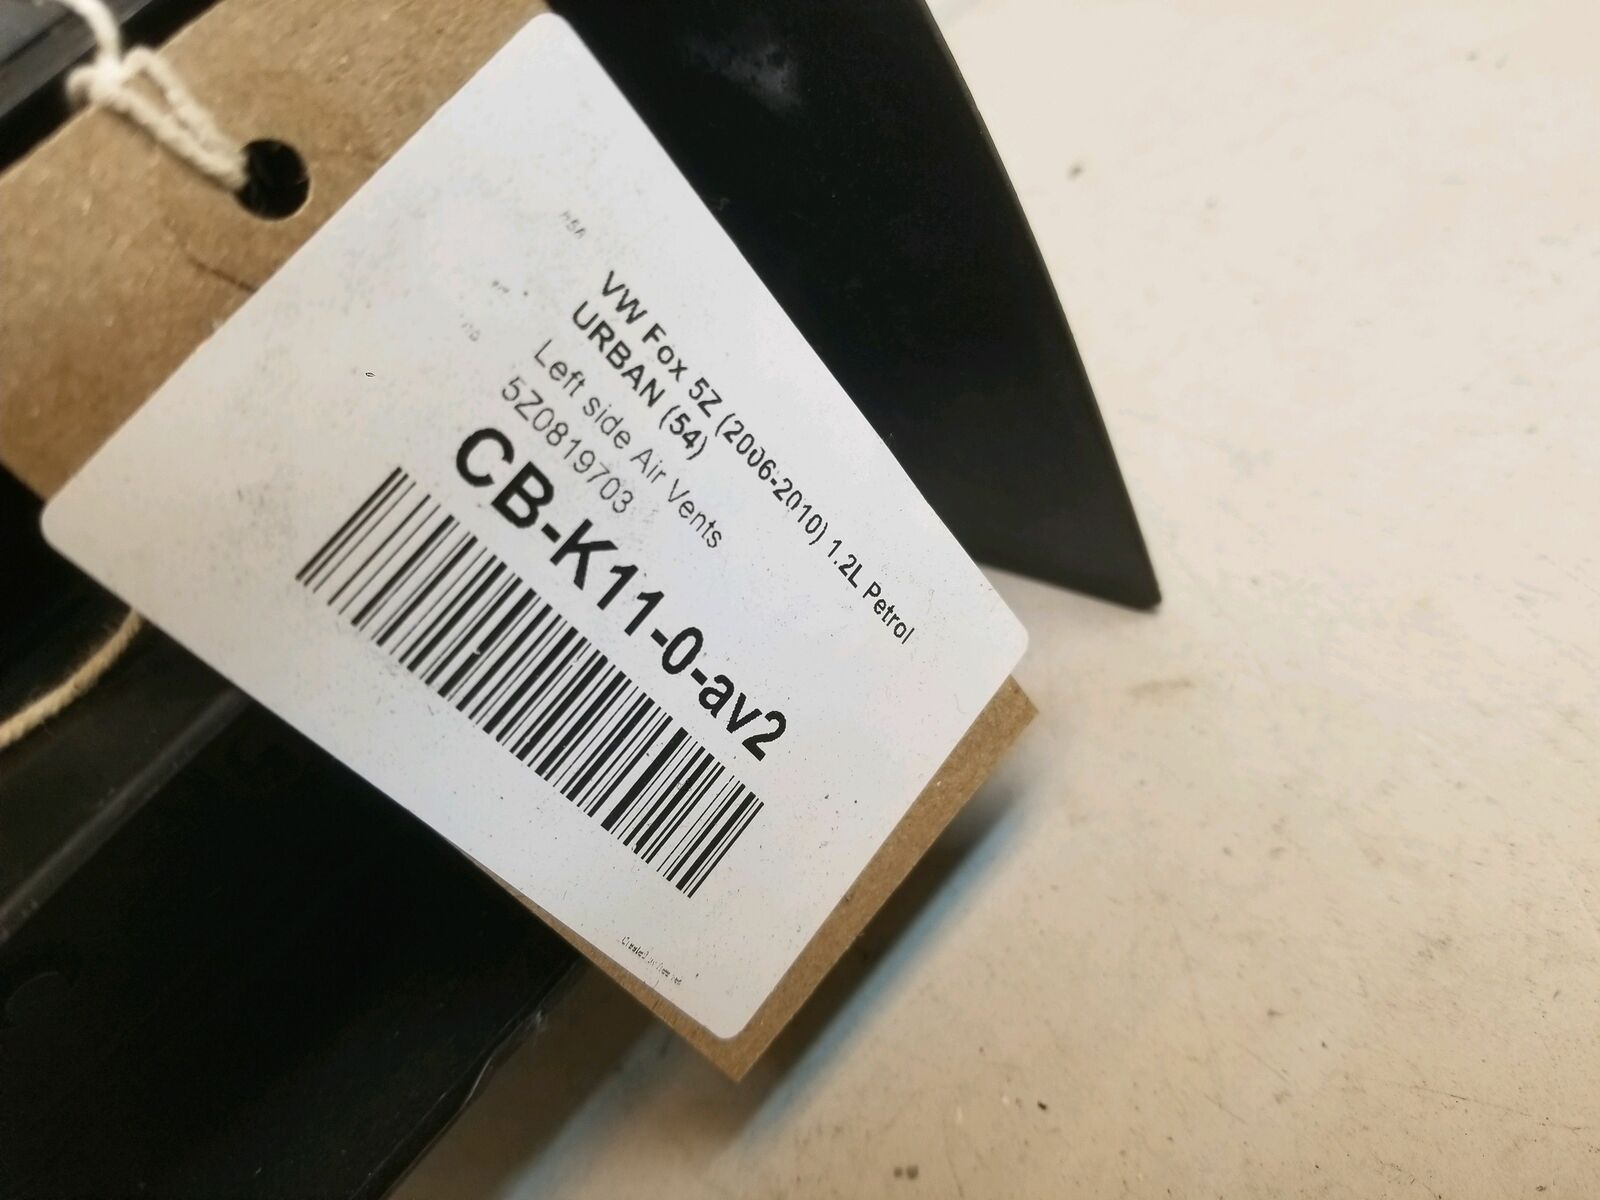 VW Fox 5Z (2006-2010) 1.2L Petrol
URBAN (54)
Left side Air Vents
5Z0819703
CB-K11-0-av2